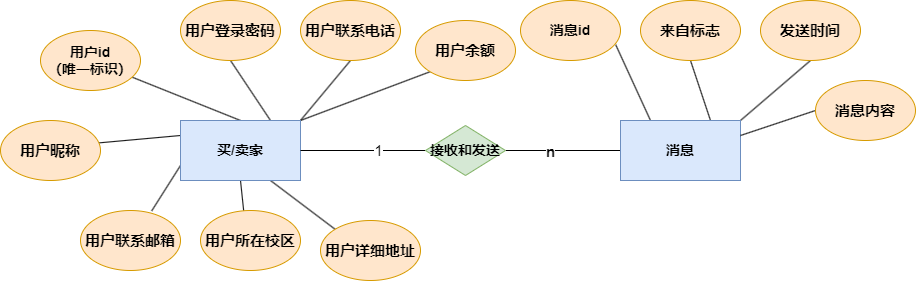 用户id
（唯一标识）
用户登录密码
用户联系电话
用户余额
消息id
来自标志
发送时间
消息内容
用户昵称
买/卖家
1
接收和发送
n
消息
用户联系邮箱
用户所在校区
用户详细地址